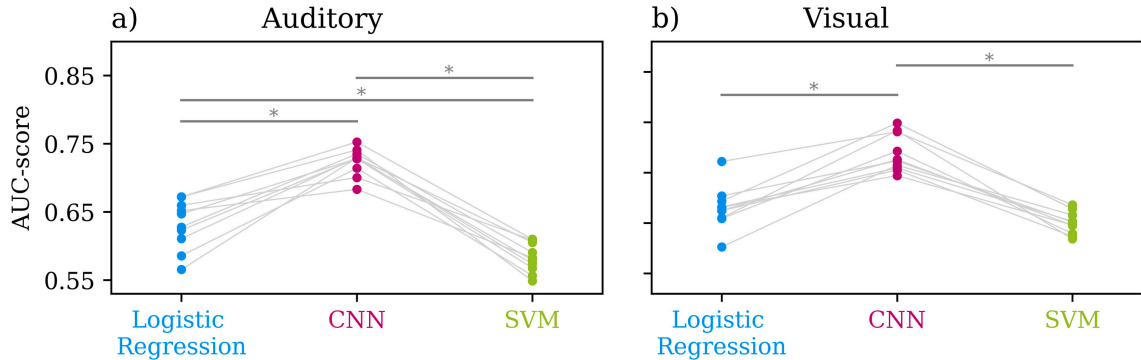 a) Auditory
b) Visual
AUC-score
0.85
0.75
0.65
0.55
*
*
*
*
*
Logistic
Regression
CNN
SVM
Logistic
Regression
CNN
SVM